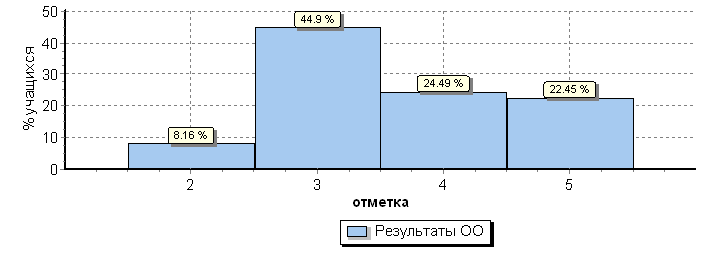 50
40
30
20
10
0
% учащихся
8.16 %
44.9 %
24.49 %
22.45 %
2 3 4 5
отметка
Результаты ОО